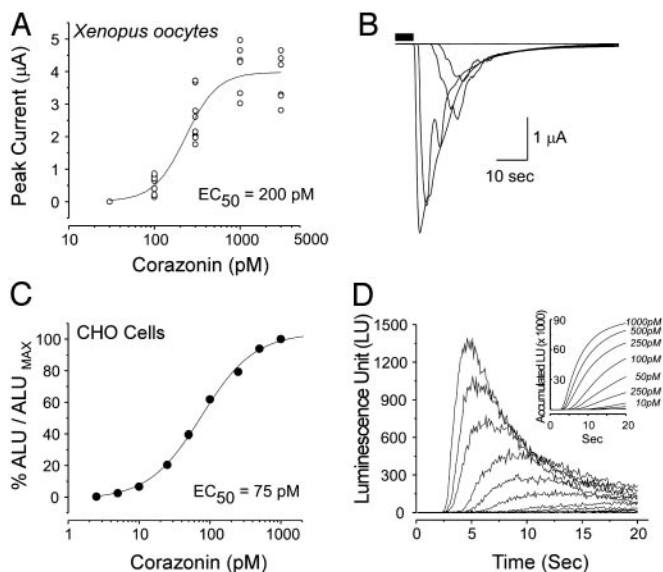 A
Xenopus oocytes
Peak Current (µA)
5
4
3
2
1
0
EC50 = 200 pM
10
100
1000
5000
Corazonin (pM)
B
1 µA
10 sec
C
CHO Cells
% ALU / ALU MAX
100
80
60
40
20
0
EC50 = 75 pM
1
10
100
1000
Corazonin (pM)
D
Luminescence Unit (LU)
1500
1200
900
600
300
0
0
5
10
15
20
Time (Sec)
Accumulated LU (x 1000)
90
60
30
0
5
10
15
20
Sec
1000pM
500pM
250pM
100pM
50pM
250pM
10pM